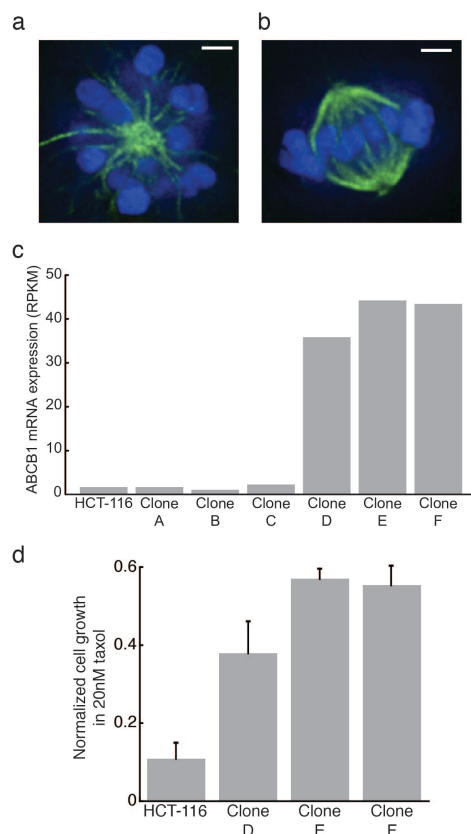 a
b
c
ABCB1 mRNA expression (RPKM)
50
40
30
20
10
0
HCT-116 Clone Clone Clone Clone Clone Clone
A B C D E F
d
Normalized cell growth
in 20nM taxol
0.6
0.4
0.2
0
HCT-116 Clone Clone Clone
D E F